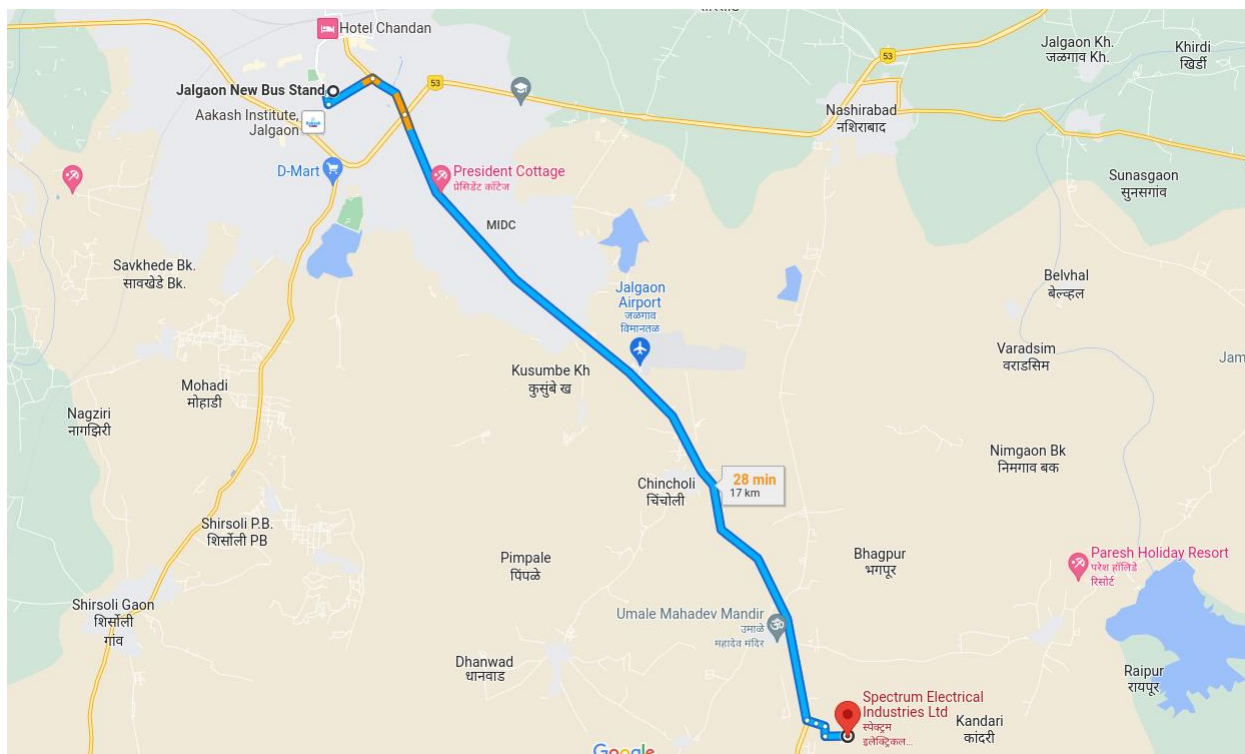 Hotel Chandan
53
Jalgaon Kh.
जळगाव Kh.
Khirdi
खिर्डी
53
Jalgaon New Bus Stand
Aakash Institute,
Jalgaon
Nashirabad
नशिराबाद
D-Mart
President Cottage
प्रेसिडेंट कॉटेज
Sunasgaon
सुनसगांव
MIDC
Savkhede Bk.
सावखेडे Bk.
Belvhal
बेल्व्हल
Jalgaon
Airport
जळगाव
विमानतळ
Varadsim
वराडसिम
Jam
Kusumbe Kh
कुसुंबे ख
Mohadi
मोहाडी
Nagziri
नागझिरी
Nimgaon Bk
निमगाव बक
28 min
17 km
Chincholi
चिंचोली
Shirsoli P.B.
शिर्सोली PB
Pimpale
पिंपळे
Bhagpur
भगपूर
Paresh Holiday Resort
परेश हॉलिडे
रिसोर्ट
Shirsoli Gaon
शिर्सोली
गाव
Umale Mahadev Mandir
उमाळे
महादेव मंदिर
Dhanwad
धानवाड
Raipur
रायपूर
Spectrum Electrical
Industries Ltd
स्पेक्ट्रम
इलेक्ट्रिकल...
Kandari
कांदरी
Google